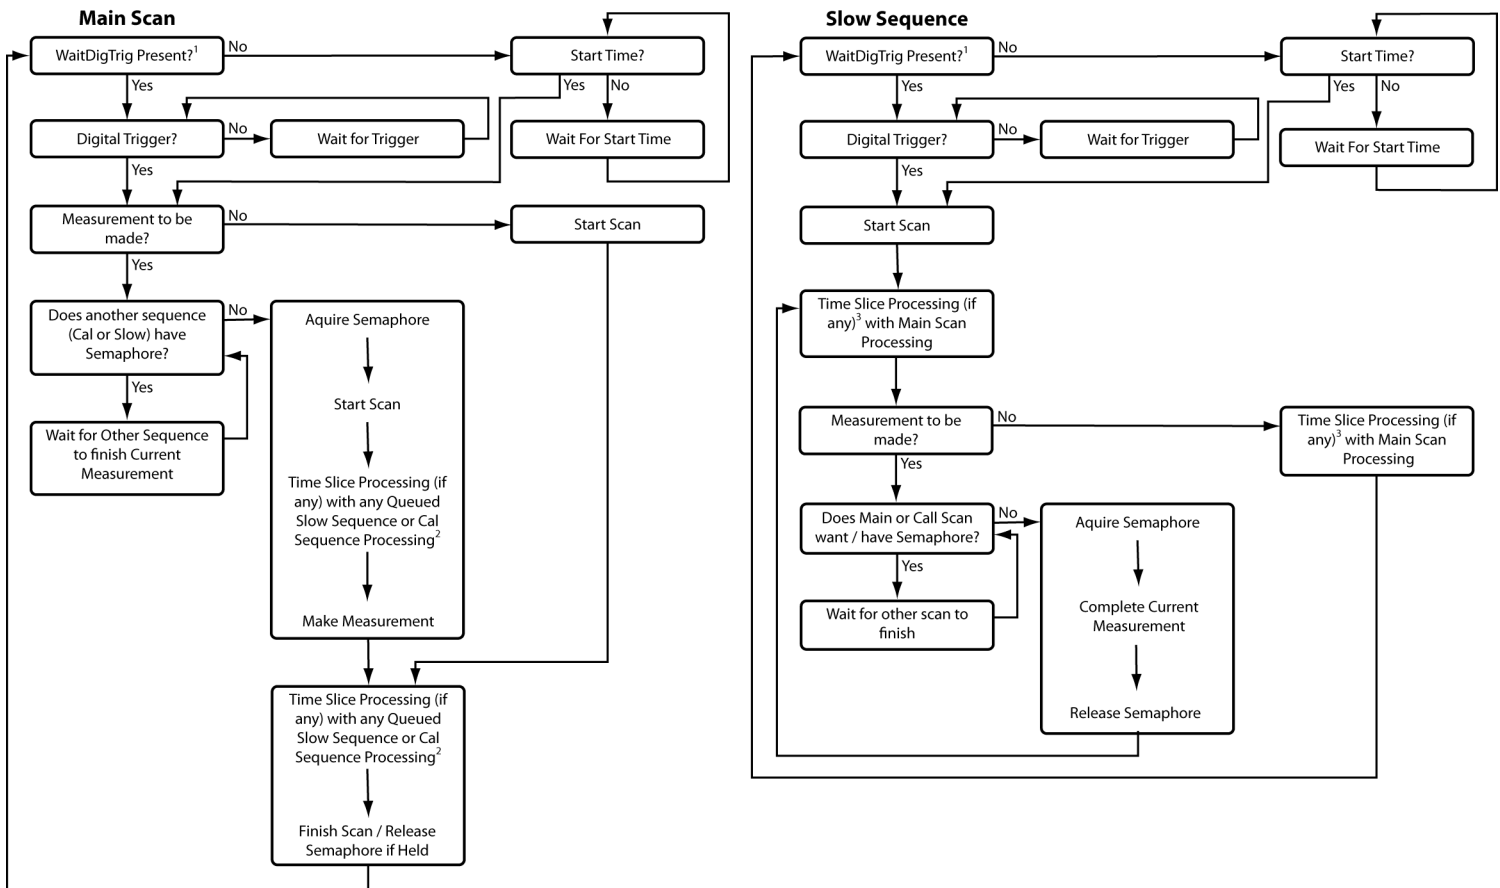 Main Scan
WaitDigTrig Present?1
No
Start Time?
Yes
Yes
No
Digital Trigger?
No
Wait for Trigger
Wait For Start Time
Yes
Measurement to be
made?
No
Start Scan
Yes
Does another sequence
(Cal or Slow) have
Semaphore?
No
Yes
Wait for Other Sequence
to finish Current
Measurement
Aquire Semaphore
Start Scan
Time Slice Processing (if
any) with any Queued
Slow Sequence or Cal
Sequence Processing2
Make Measurement
Time Slice Processing (if
any) with any Queued
Slow Sequence or Cal
Sequence Processing2
Finish Scan / Release
Semaphore if Held
Slow Sequence
WaitDigTrig Present?1
No
Start Time?
Yes
Yes
No
Digital Trigger?
No
Wait for Trigger
Wait For Start Time
Yes
Start Scan
Time Slice Processing (if
any)3 with Main Scan
Processing
Measurement to be
made?
No
Time Slice Processing (if
any)3 with Main Scan
Processing
Yes
Does Main or Call Scan
want / have Semaphore?
No
Yes
Wait for other scan to
finish
Aquire Semaphore
Complete Current
Measurement
Release Semaphore